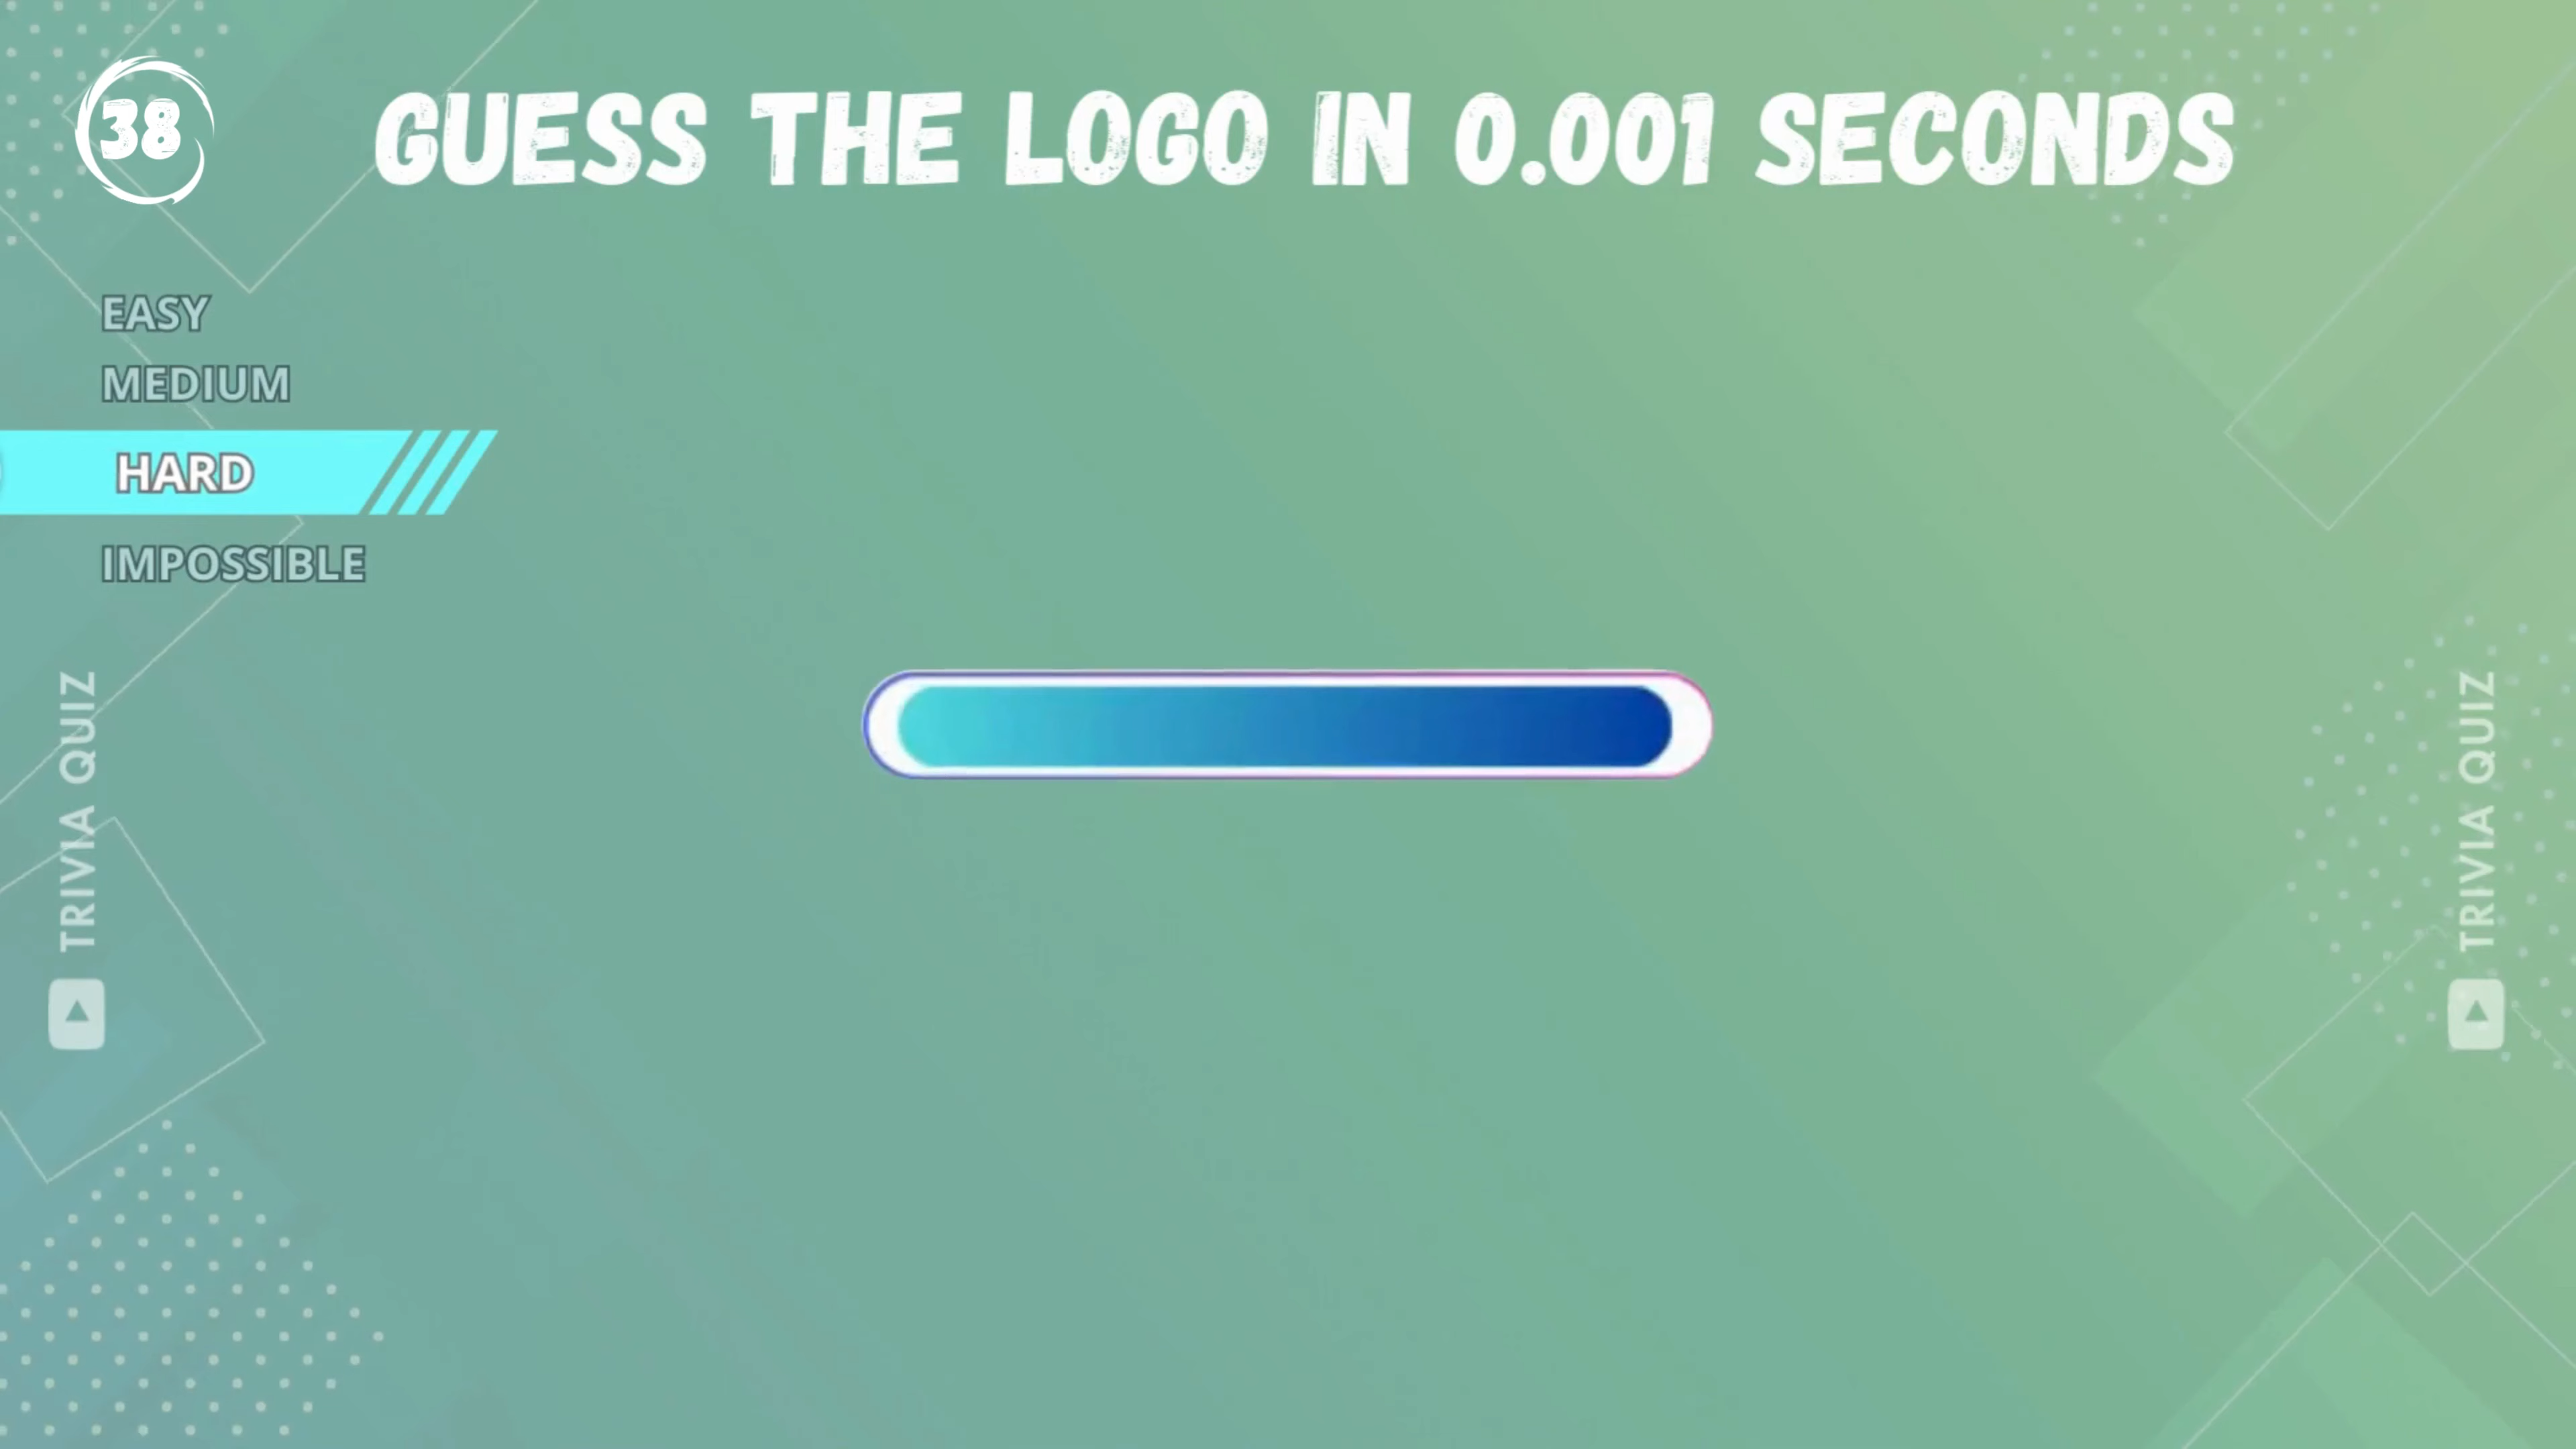 38
GUESS THE LOGO IN 0.001 SECONDS
EASY
MEDIUM
HARD
IMPOSSIBLE
TRIVIA QUIZ
TRIVIA QUIZ